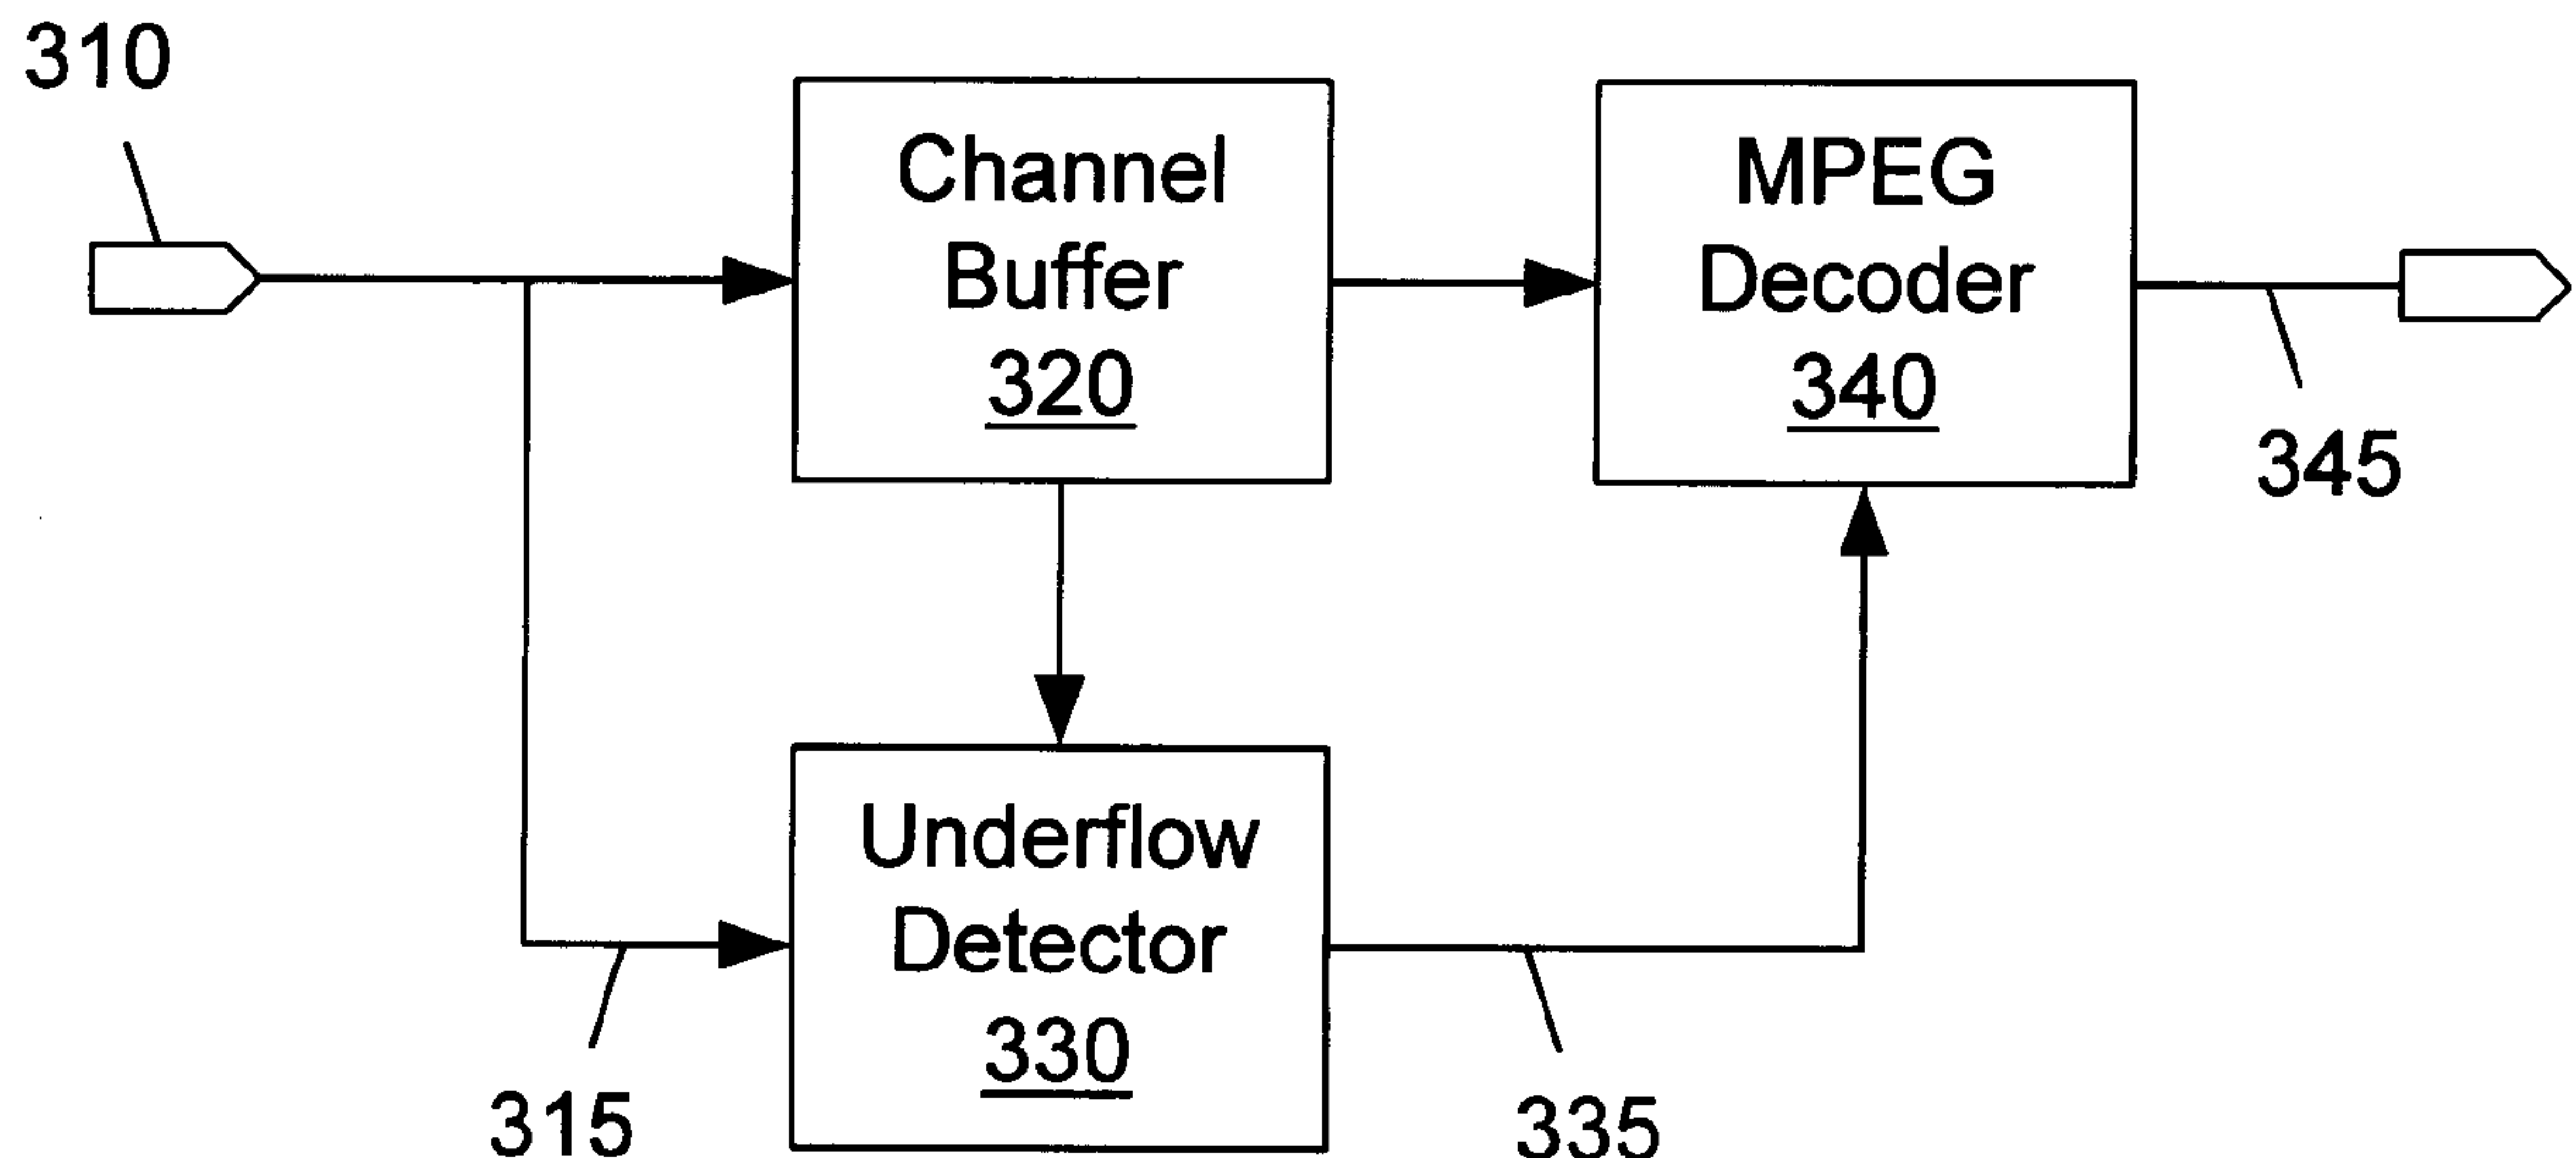 310
Channel
Buffer
320
MPEG
Decoder
340
345
Underflow
Detector
330
315
335